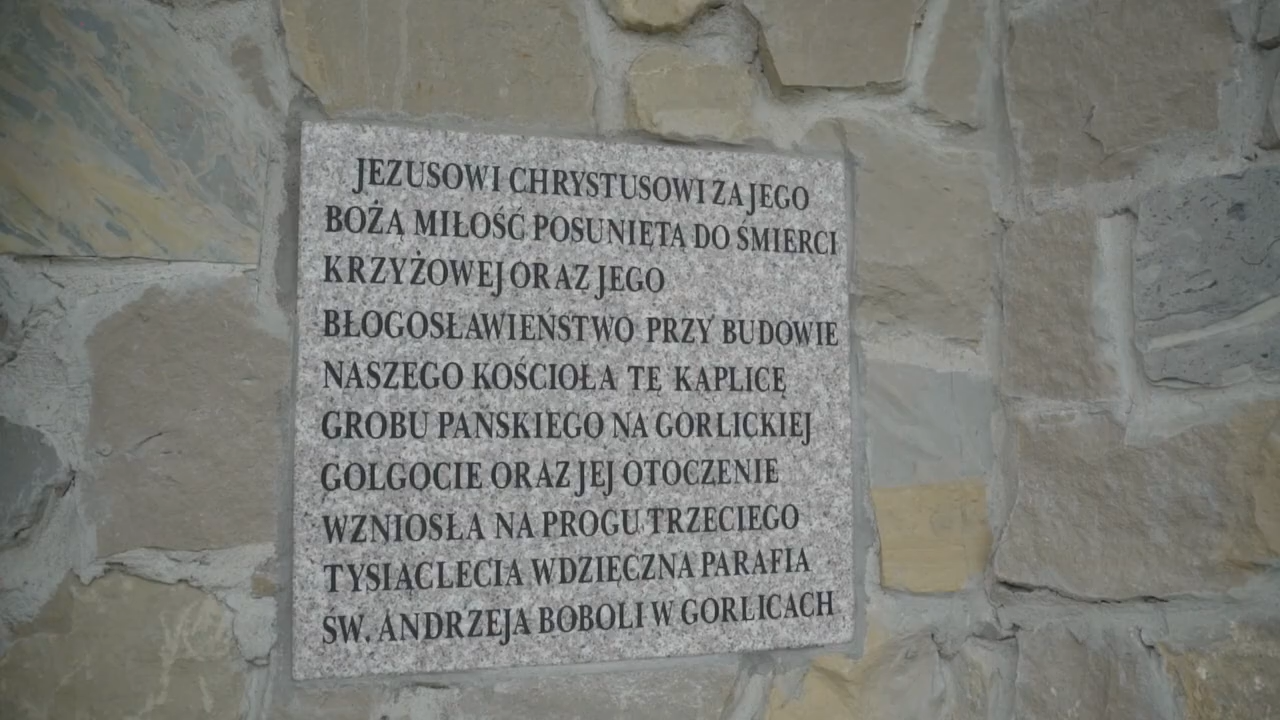 JEZUSOWI CHRYSTUSOWI ZA JEGO
BOŻĄ MIŁOŚĆ POSUNIĘTĄ DO ŚMIERCI
KRZYŻOWEJ ORAZ JEGO
BŁOGOSŁAWIEŃSTWO PRZY BUDOWIE
NASZEGO KOŚCIOŁA TĘ KAPLICĘ
GROBU PAŃSKIEGO NA GORLICKIEJ
GOLGOCIE ORAZ JEJ OTOCZENIE
WZNIOSŁA NA PROGU TRZECIEGO
TYSIĄCLECIA WDZIĘCZNA PARAFIA
ŚW. ANDRZEJA BOBOLI W GORLICACH